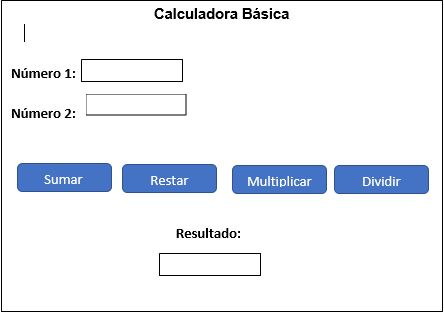 Calculadora Básica
Número 1:
Número 2:
Sumar Restar Multiplicar Dividir
Resultado: